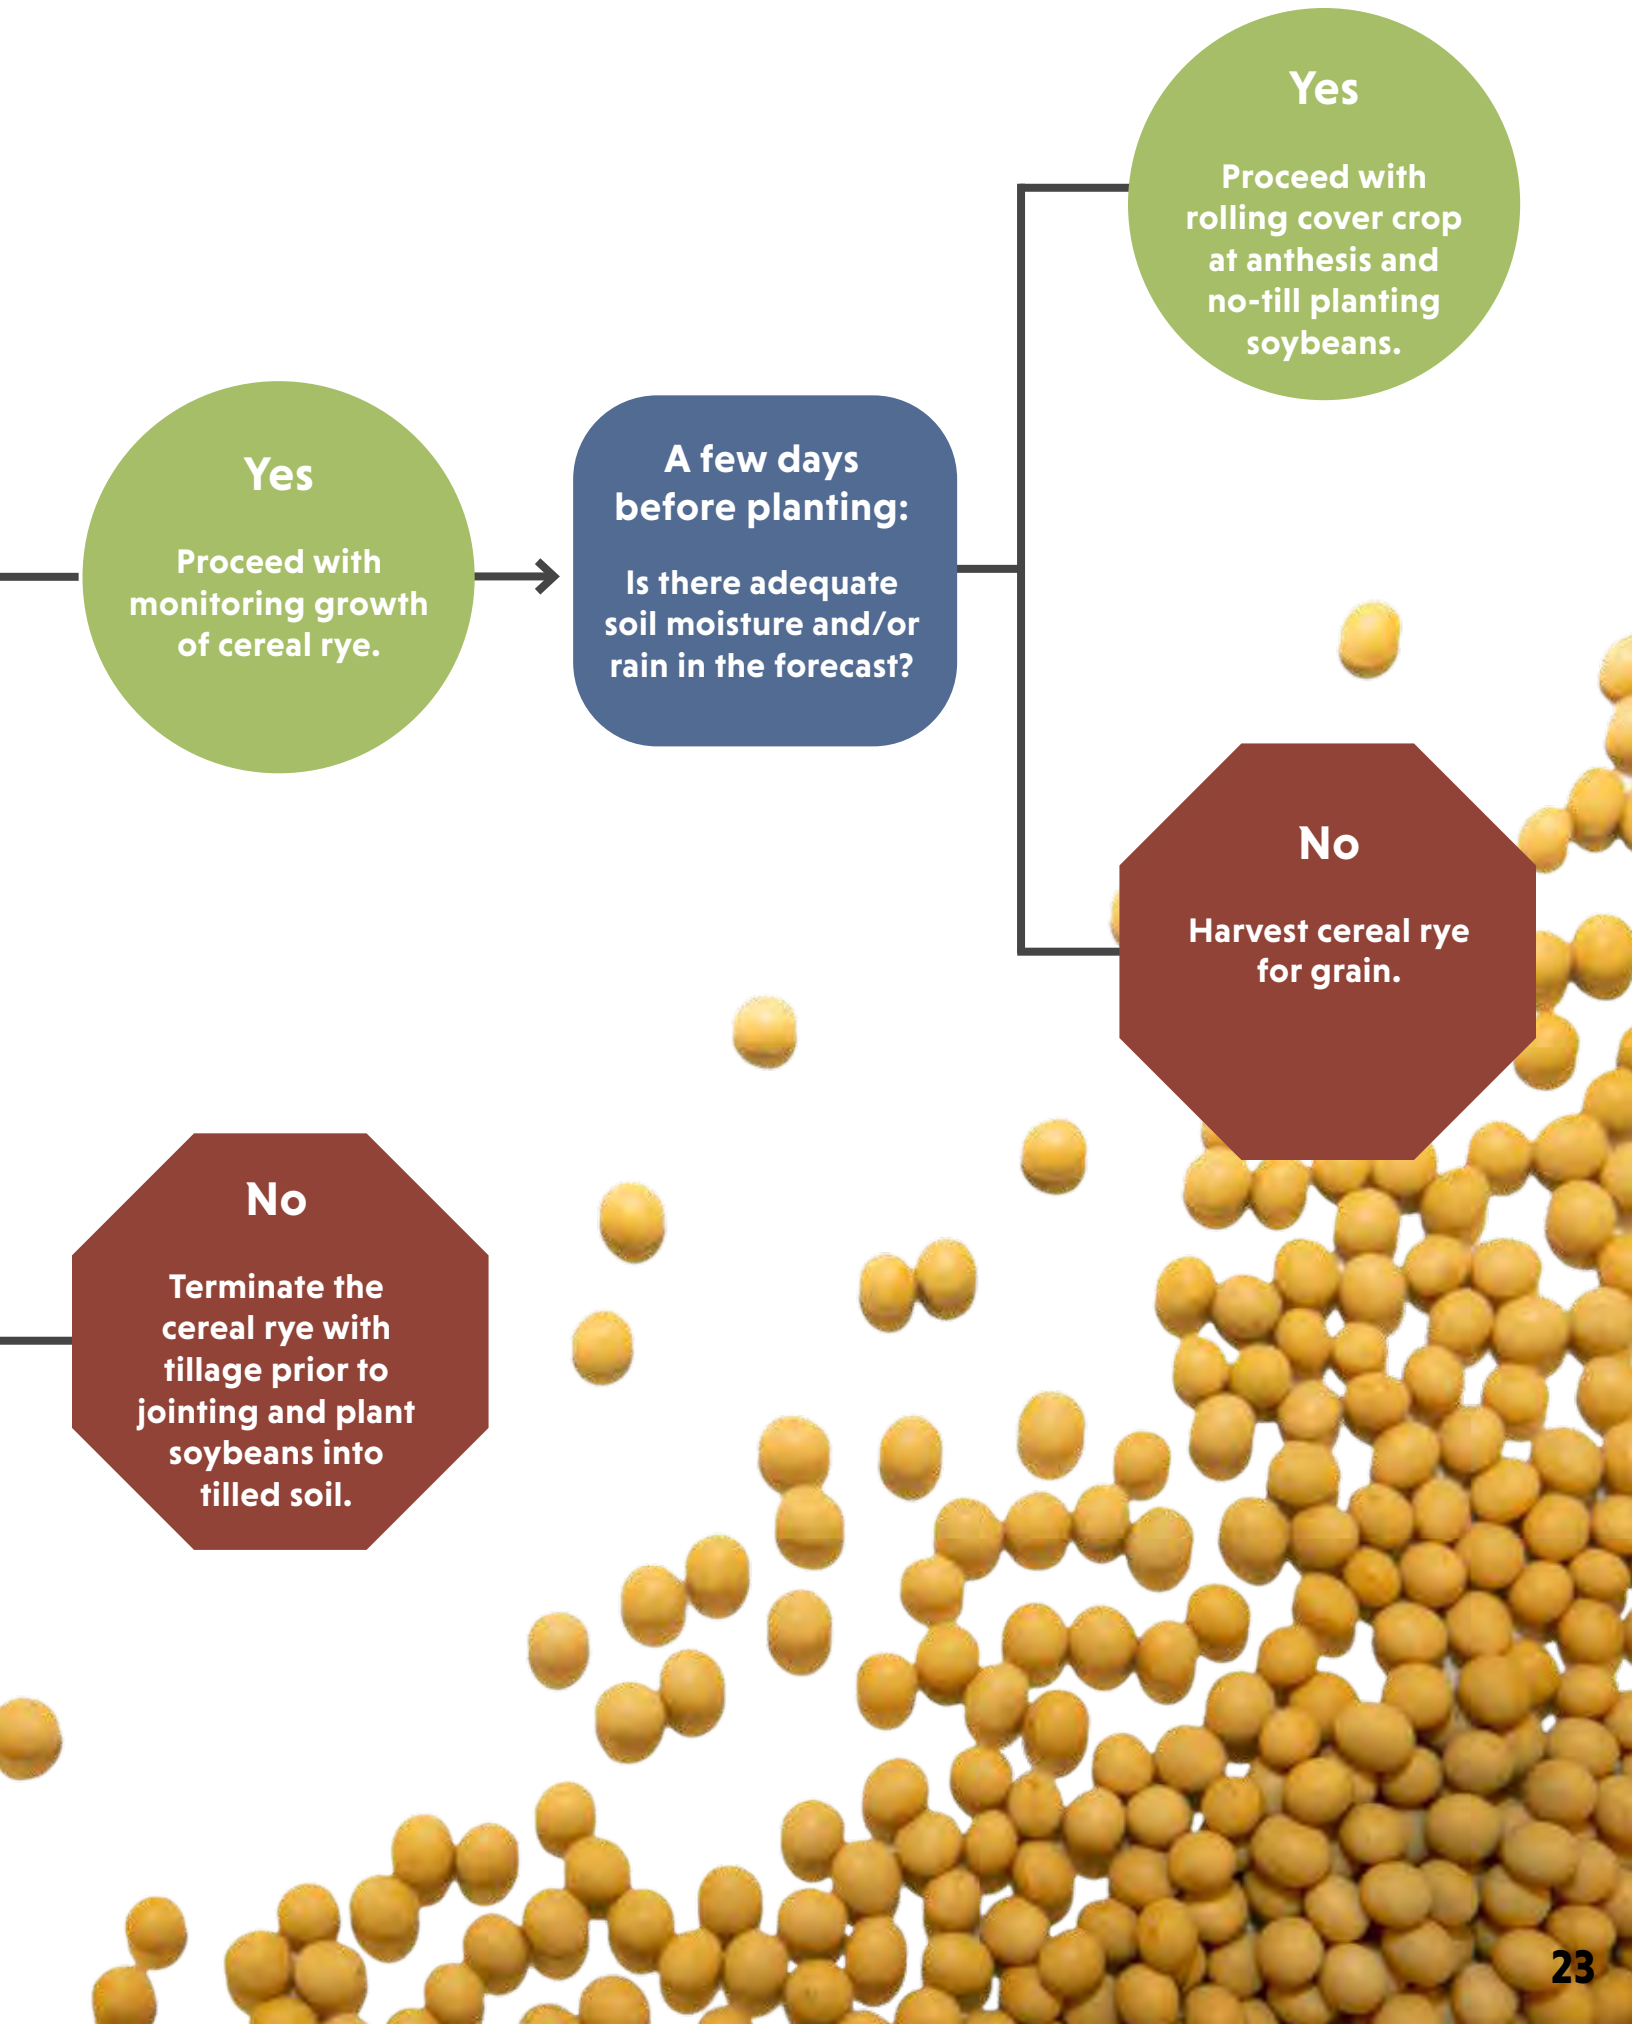 Yes
Proceed with
rolling cover crop
at anthesis and
no-till planting
soybeans.
Yes
Proceed with
monitoring growth
of cereal rye.
A few days
before planting:
Is there adequate
soil moisture and/or
rain in the forecast?
No
Harvest cereal rye
for grain.
No
Terminate the
cereal rye with
tillage prior to
jointing and plant
soybeans into
tilled soil.
23